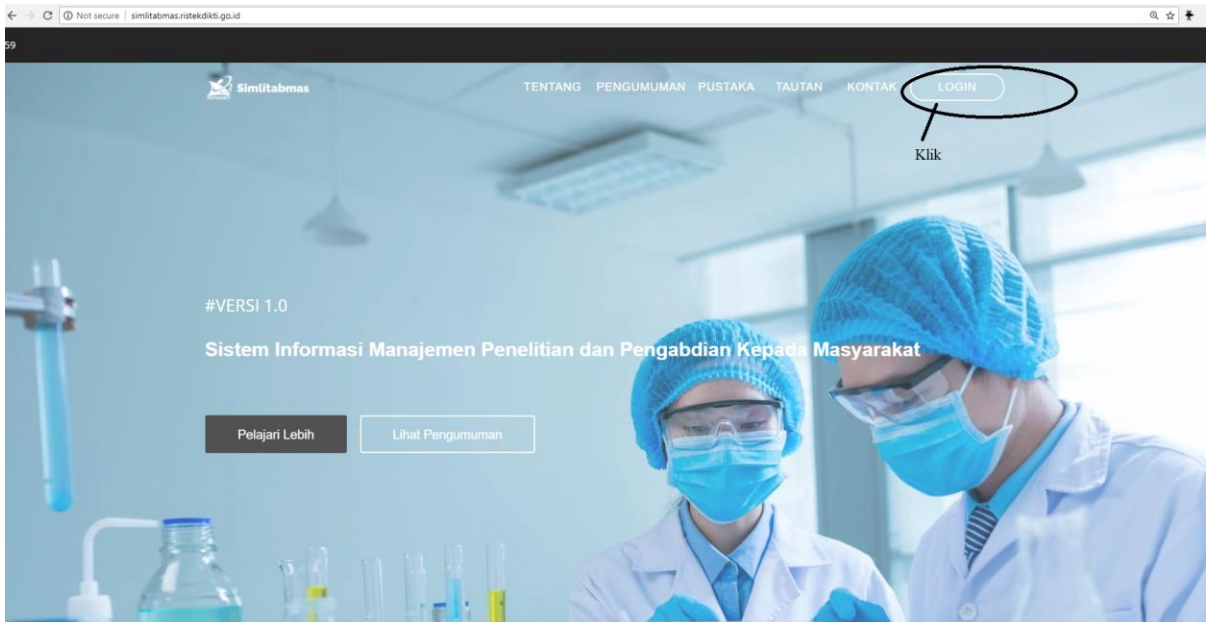 Not secure | simlitabmas.ristekdikti.go.id
59
Simlitabmas
TENTANG PENGUMUMAN PUSTAKA TAUTAN KONTAK LOGIN
Klik
#VERSI 1.0
Sistem Informasi Manajemen Penelitian dan Pengabdian Kepada Masyarakat
Pelajari Lebih Lihat Pengumuman